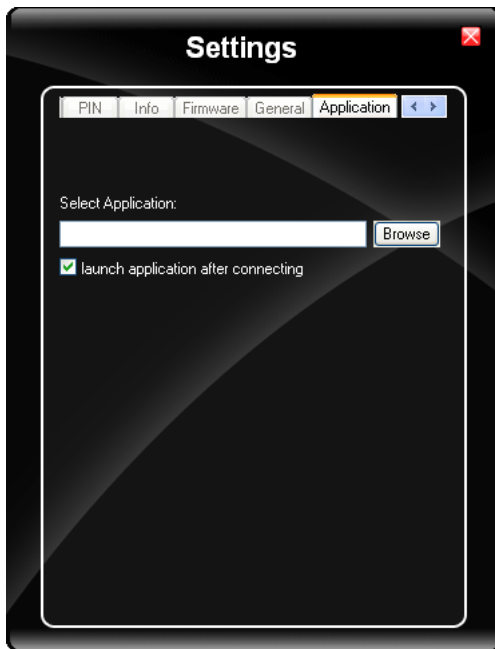 Settings
PIN Info Firmware General Application
Select Application:
Browse
launch application after connecting